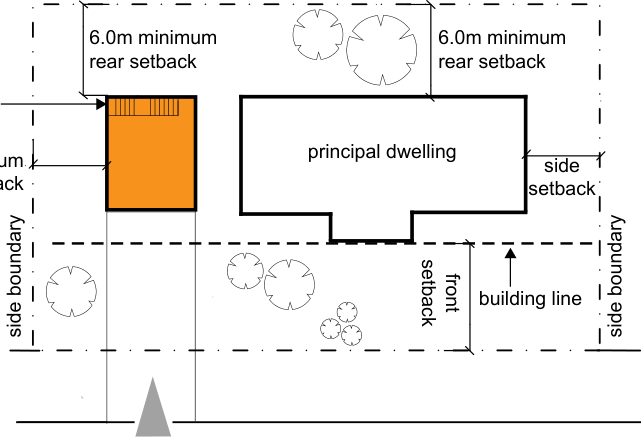 6.0m minimum
rear setback
6.0m minimum
rear setback
principal dwelling
side
setback
side boundary
side boundary
front
setback
building line